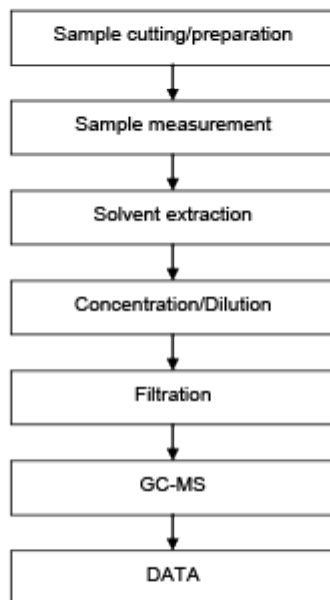 Sample cutting/preparation
Sample measurement
Solvent extraction
Concentration/Dilution
Filtration
GC-MS
DATA